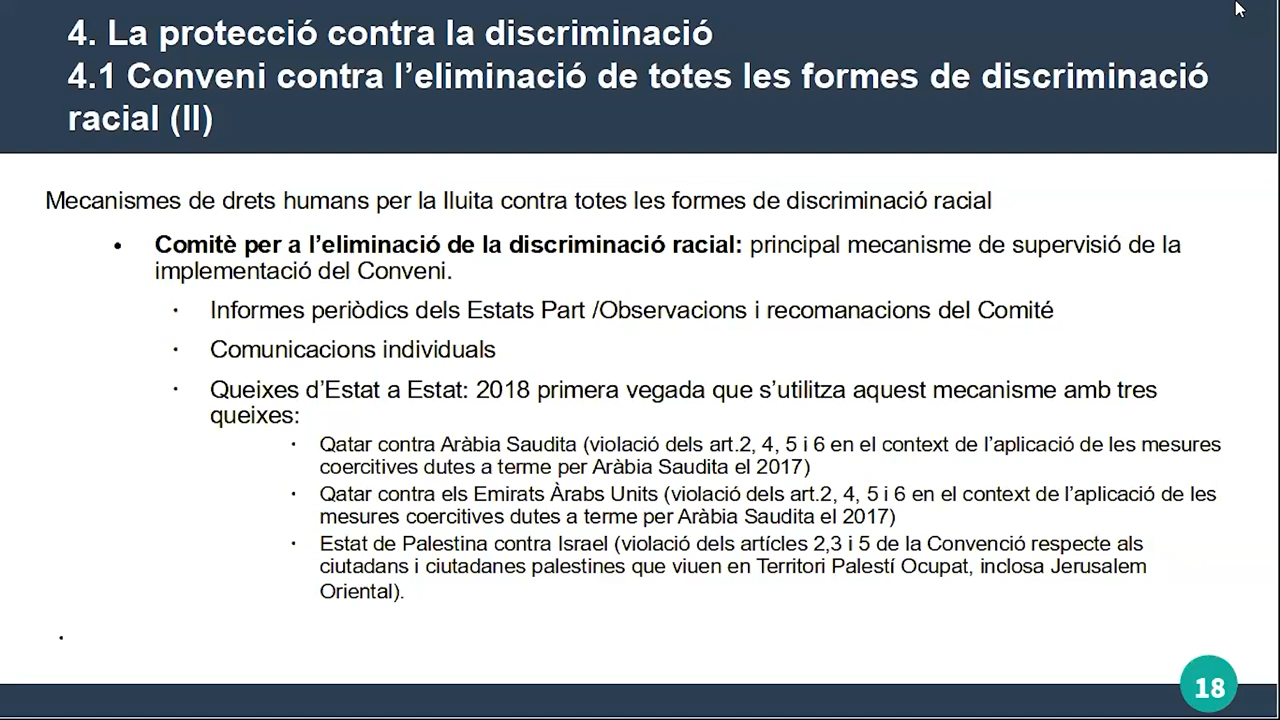 4. La protecció contra la discriminació
4.1 Conveni contra l’eliminació de totes les formes de discriminació
racial (II)
Mecanismes de drets humans per la lluita contra totes les formes de discriminació racial
• Comitè per a l’eliminació de la discriminació racial: principal mecanisme de supervisió de la
implementació del Conveni.
· Informes periòdics dels Estats Part /Observacions i recomanacions del Comité
· Comunicacions individuals
· Queixes d’Estat a Estat: 2018 primera vegada que s’utilitza aquest mecanisme amb tres
queixes:
· Qatar contra Aràbia Saudita (violació dels art.2, 4, 5 i 6 en el context de l’aplicació de les mesures
coercitives dutes a terme per Aràbia Saudita el 2017)
· Qatar contra els Emirats Àrabs Units (violació dels art.2, 4, 5 i 6 en el context de l’aplicació de les
mesures coercitives dutes a terme per Aràbia Saudita el 2017)
· Estat de Palestina contra Israel (violació dels artícles 2,3 i 5 de la Convenció respecte als
ciutadans i ciutadanes palestines que viuen en Territori Palestí Ocupat, inclosa Jerusalem
Oriental).
·
18